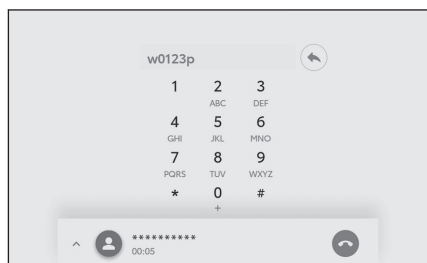 w0123p
1 2 3
ABC DEF
4 5 6
GHI JKL MNO
7 8 9
PQRS TUV WXYZ
* 0 #
+
**********
00:05